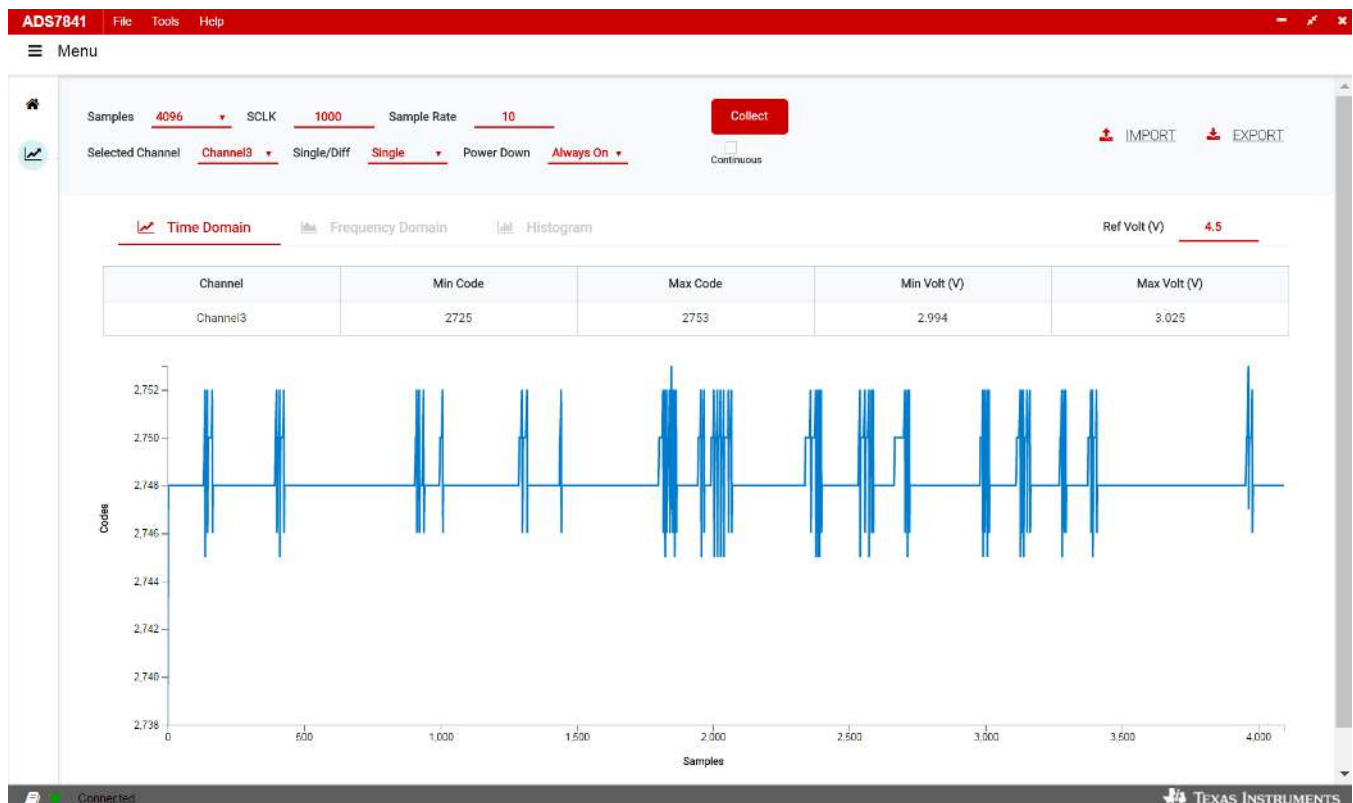 ADS7841 File Tools Help
Menu
Samples 4096 SCLK 1000 Sample Rate 10 Collect
IMPORT EXPORT
Selected Channel Channel3 Single/Diff Single Power Down Always On Continuous
Time Domain Frequency Domain Histogram Ref Volt (V) 4.5
Channel Min Code Max Code Min Volt (V) Max Volt (V)
Channel3 2725 2753 2.994 3.025
2,752
2,750
2,748
2,746
2,744
2,742
2,740
2,738
Codes
0 500 1,000 1,500 2,000 2,500 3,000 3,500 4,000
Samples
Connected TEXAS INSTRUMENTS